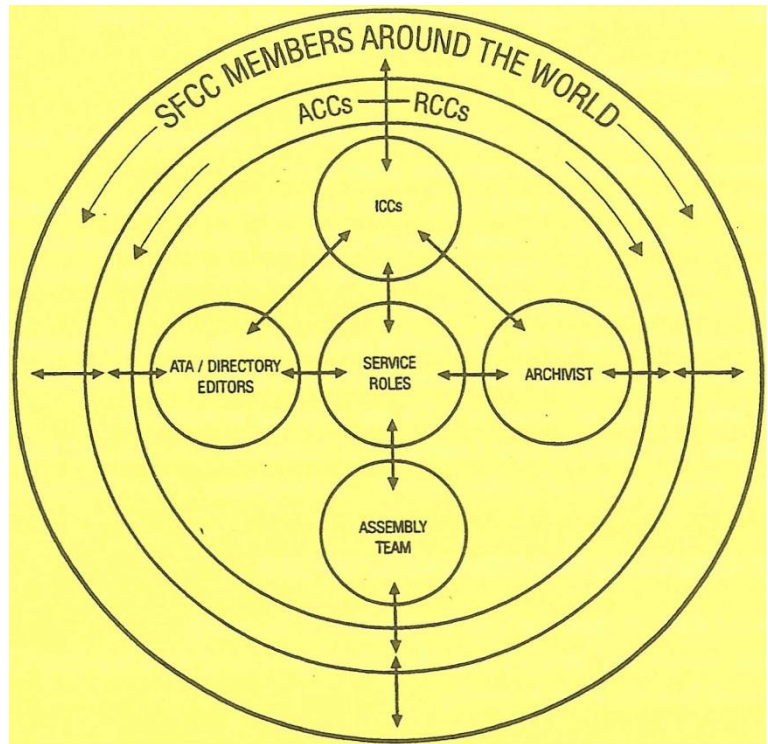 SFCC MEMBERS AROUND THE WORLD
ACCs RCCs
ICCs
ATA / DIRECTORY
EDITORS
SERVICE
ROLES
ARCHIVIST
ASSEMBLY
TEAM